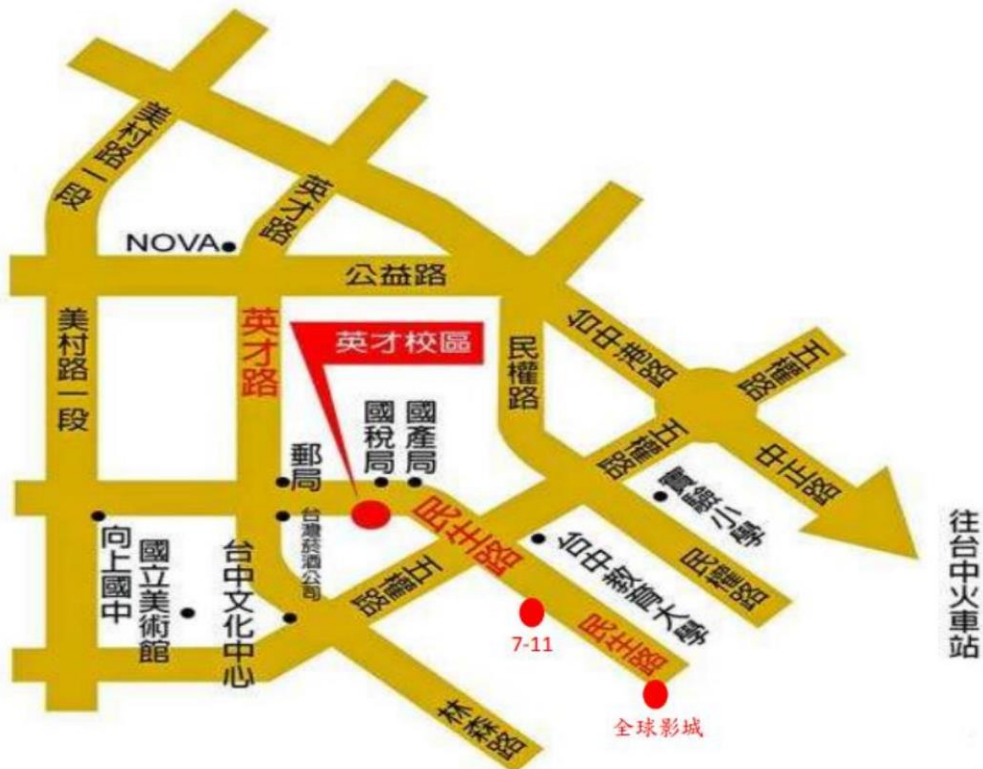 美村路一段
英才路
NOVA
公益路
美村路一段
英才路
英才校區
民權路
台中港路
五權路
五權路
中正路
國稅局
國產局
郵局
民生路
實驗小學
台中教育大學
民權路
往台中火車站
向上國中
國立美術館
台中文化中心
台灣菸酒公司
五權路
7-11
民生路
林森路
全球影城